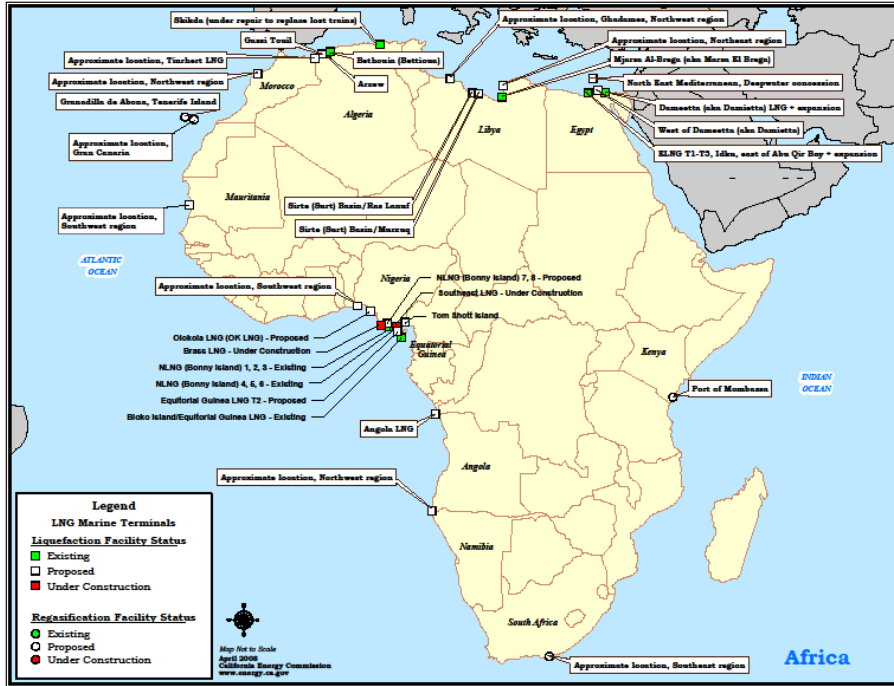 Skikda (under repair to replace lost trains)
Gassi Touil
Approximate location, Tinrhert LNG
Approximate location, Northwest region
Granadilla de Abona, Tenerife Island
Approximate location,
Gran Canaria
Bethouia (Bettioua)
Arzew
Approximate location, Ghadames, Northwest region
Approximate location, Northeast region
Mjarsa Al-Brega (aka Marsa El Brega)
North East Mediterranean, Deepwater concession
Dameetta (aka Damietta) LNG + expansion
West of Dameetta (aka Damietta)
ELNG T1-T3, Idku, east of Abu Qir Bay + expansion
Morocco
Algeria
Libya
Egypt
Mauritania
Approximate location,
Southwest region
Sirte (Surt) Basin/Ras Lanuf
Sirte (Surt) Basin/Murzuq
ATLANTIC
OCEAN
Approximate location, Southwest region
Nigeria
NLNG (Bonny Island) 7, 8 - Proposed
Southeast LNG - Under Construction
Tom Shott Island
Olokola LNG (OK LNG) - Proposed
Brass LNG - Under Construction
NLNG (Bonny Island) 1, 2, 3 - Existing
NLNG (Bonny Island) 4, 5, 6 - Existing
Equitorial Guinea LNG T2 - Proposed
Bioko Island/Equitorial Guinea LNG - Existing
Equatorial
Guinea
Kenya
Port of Mombassa
INDIAN
OCEAN
Angola LNG
Angola
Approximate location, Northwest region
Namibia
South Africa
Approximate location, Southeast region
Legend
LNG Marine Terminals
Liquefaction Facility Status
Existing
Proposed
Under Construction
Regasification Facility Status
Existing
Proposed
Under Construction
Map Not to Scale
April 2008
California Energy Commission
www.energy.ca.gov
Africa